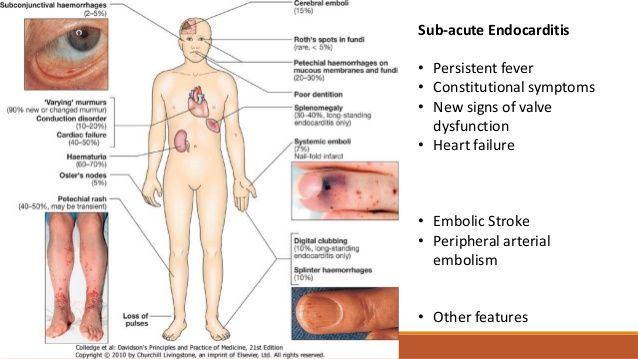 Subconjunctival haemorrhages
(2–5%)
'Varying' murmurs
(90% new or changed murmur)
Conduction disorder
(10–20%)
Cardiac failure
(40–50%)
Haematuria
(60–70%)
Osler's nodes
(5%)
Petechial rash
(40–50%, may be transient)
Loss of
pulses
Cerebral emboli
(15%)
Roth's spots in fundi
(rare, < 5%)
Petechial haemorrhages on
mucous membranes and fundi
(20–30%)
Poor dentition
Splenomegaly
(30–40%, long-standing
endocarditis only)
Systemic emboli
(7%)
Nail-fold infarct
Digital clubbing
(10%, long-standing
endocarditis only)
Splinter haemorrhages
(10%)
Colledge et al: Davidson's Principles and Practice of Medicine, 21st Edition
Copyright © 2010 by Churchill Livingstone, an imprint of Elsevier, Ltd. All rights reserved.
Sub-acute Endocarditis
• Persistent fever
• Constitutional symptoms
• New signs of valve
dysfunction
• Heart failure
• Embolic Stroke
• Peripheral arterial
embolism
• Other features